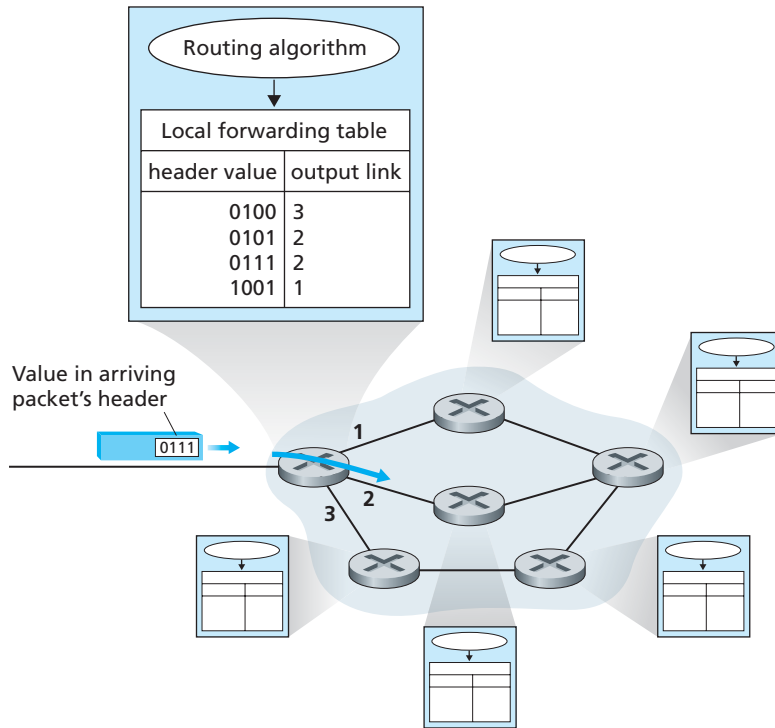 Routing algorithm
Local forwarding table
header value output link
0100 3
0101 2
0111 2
1001 1
Value in arriving
packet's header
0111
1
2
3